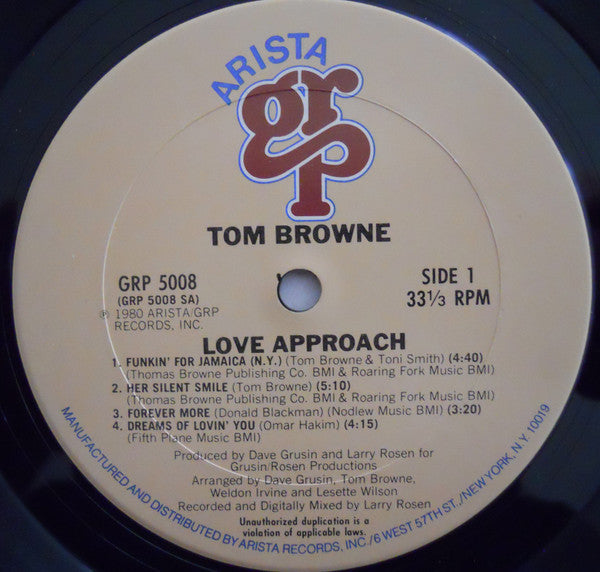 ARISTA
grp
TOM BROWNE
GRP 5008
(GRP 5008 SA)
℗ 1980 ARISTA/GRP
RECORDS, INC.
SIDE 1
33⅓ RPM
LOVE APPROACH
1. FUNKIN' FOR JAMAICA (N.Y.) (Tom Browne & Toni Smith) (4:40)
(Thomas Browne Publishing Co. BMI & Roaring Fork Music BMI)
2. HER SILENT SMILE (Tom Browne) (5:10)
(Thomas Browne Publishing Co. BMI & Roaring Fork Music BMI)
3. FOREVER MORE (Donald Blackman) (Nodlew Music BMI) (3:20)
4. DREAMS OF LOVIN' YOU (Omar Hakim) (4:15)
(Fifth Plane Music BMI)
Produced by Dave Grusin and Larry Rosen for
Grusin/Rosen Productions
Arranged by Dave Grusin, Tom Browne,
Weldon Irvine and Lesette Wilson
Recorded and Digitally Mixed by Larry Rosen
Unauthorized duplication is a
violation of applicable laws.
MANUFACTURED AND DISTRIBUTED BY ARISTA RECORDS, INC./6 WEST 57TH ST./NEW YORK, N.Y. 10019